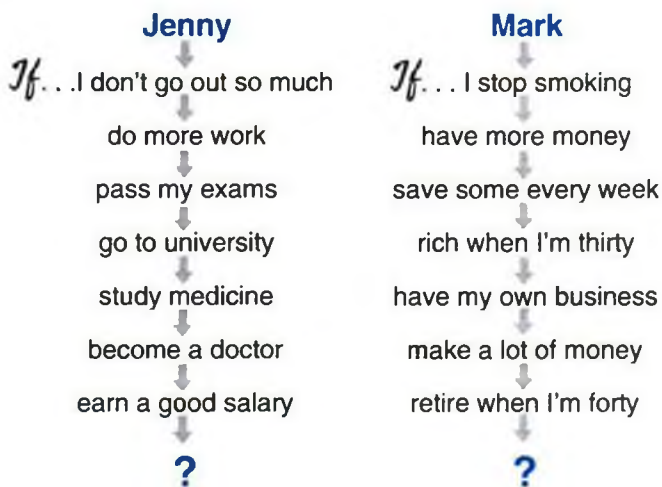 Jenny
If...I don't go out so much
do more work
pass my exams
go to university
study medicine
become a doctor
earn a good salary
?
Mark
If... I stop smoking
have more money
save some every week
rich when I'm thirty
have my own business
make a lot of money
retire when I'm forty
?